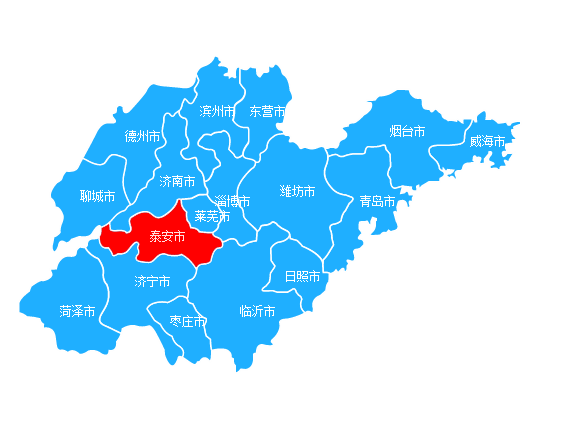 滨州市
东营市
烟台市
德州市
威海市
济南市
潍坊市
聊城市
淄博市
青岛市
莱芜市
泰安市
日照市
济宁市
菏泽市
临沂市
枣庄市